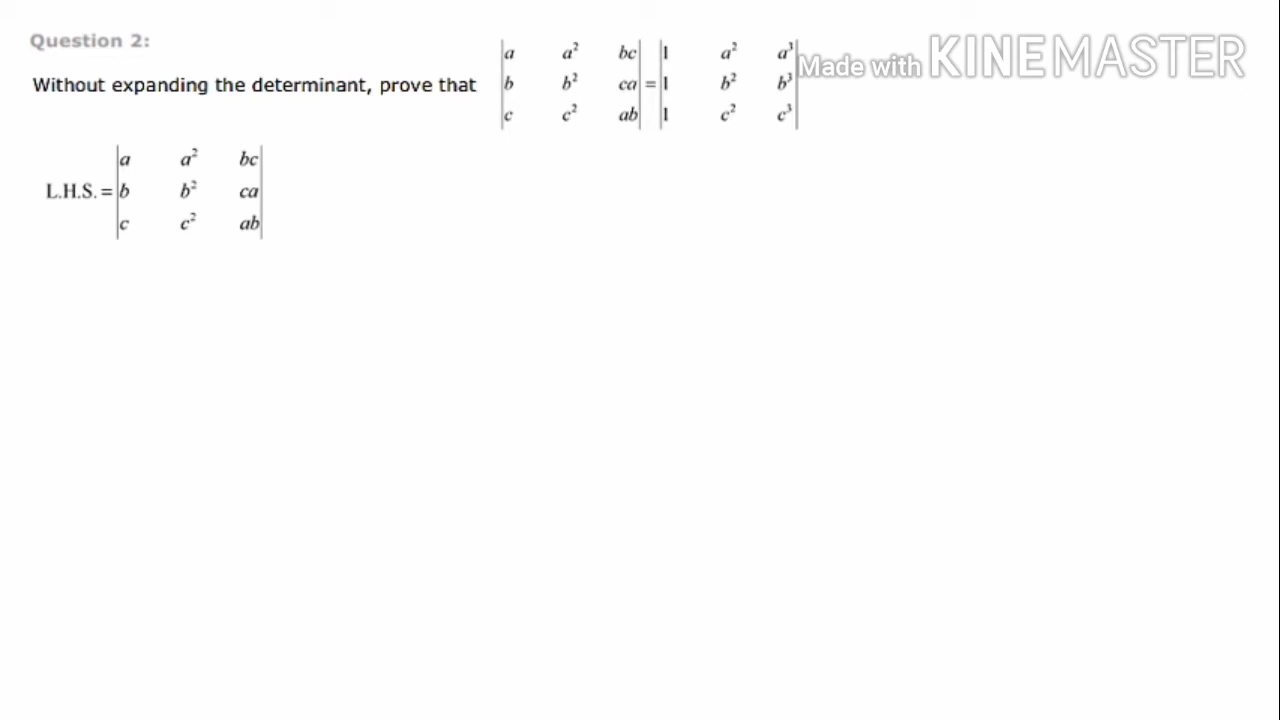 Question 2:
Without expanding the determinant, prove that
|a a² bc| |1 a² a³|
|b b² ca| = |1 b² b³|
|c c² ab| |1 c² c³|
Made with KINEMASTER
|a a² bc|
L.H.S. = |b b² ca|
|c c² ab|